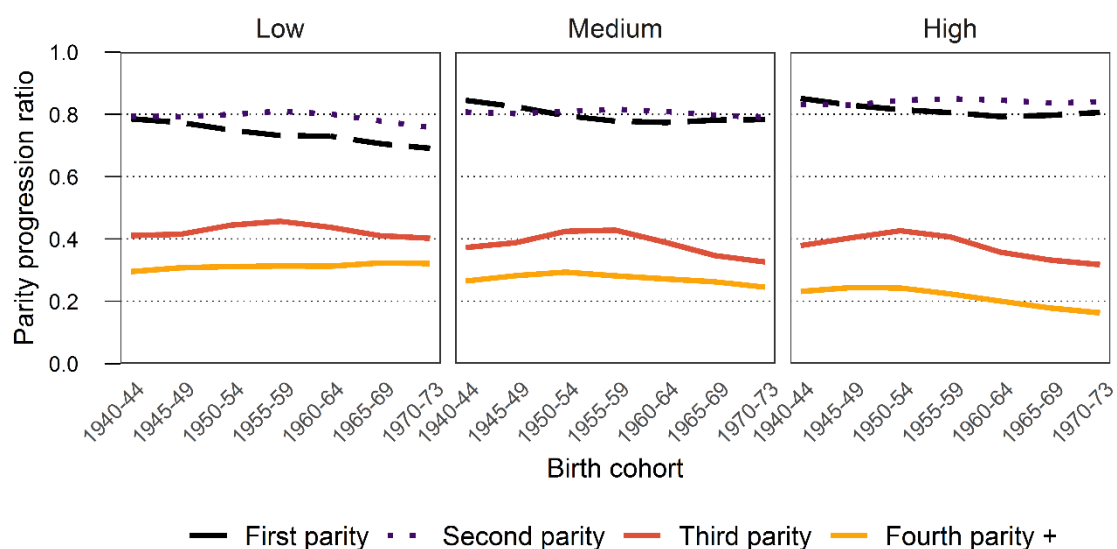 Low Medium High
Parity progression ratio
1.0
0.8
0.6
0.4
0.2
0.0
1940-44 1945-49 1950-54 1955-59 1960-64 1965-69 1970-73 1940-44 1945-49 1950-54 1955-59 1960-64 1965-69 1970-73 1940-44 1945-49 1950-54 1955-59 1960-64 1965-69 1970-73
Birth cohort
First parity Second parity Third parity Fourth parity +